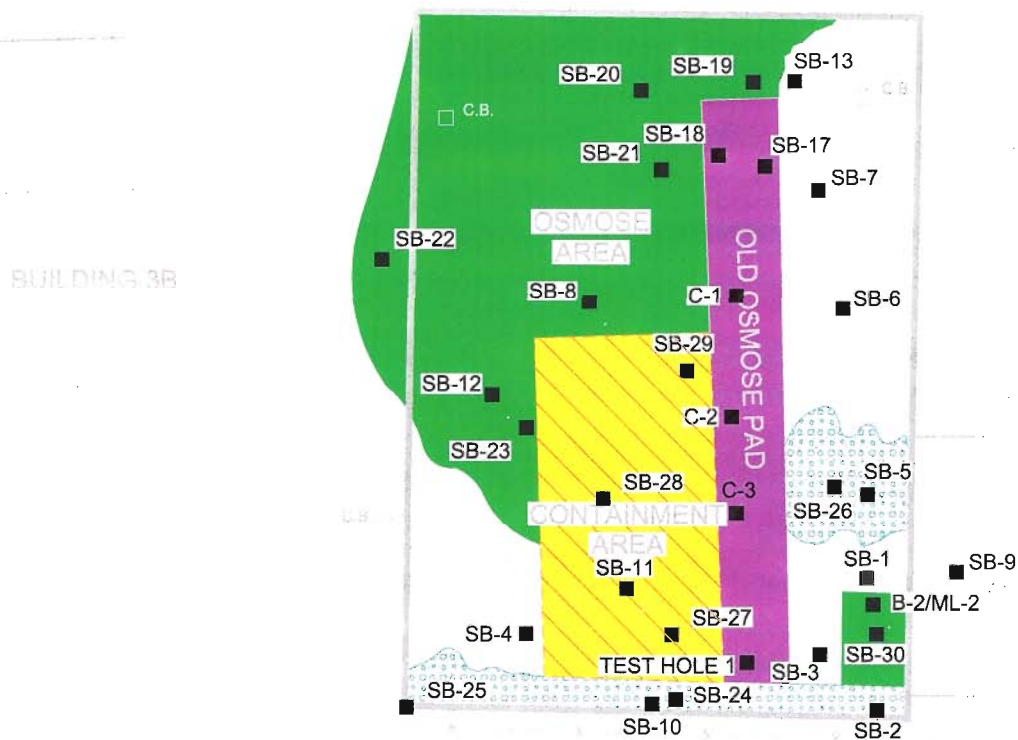 SB-19
SB-13
SB-20
C.B.
C.B.
SB-18
SB-17
SB-21
SB-7
OSMOSE
AREA
SB-22
OLD OSMOSE PAD
BUILDING 3B
SB-8
C-1
SB-6
SB-29
SB-12
C-2
SB-23
SB-28
C-3
SB-5
SB-26
CONTAINMENT
AREA
SB-1
SB-9
SB-11
B-2/ML-2
SB-4
SB-27
SB-30
TEST HOLE 1
SB-3
SB-25
SB-24
SB-10
SB-2